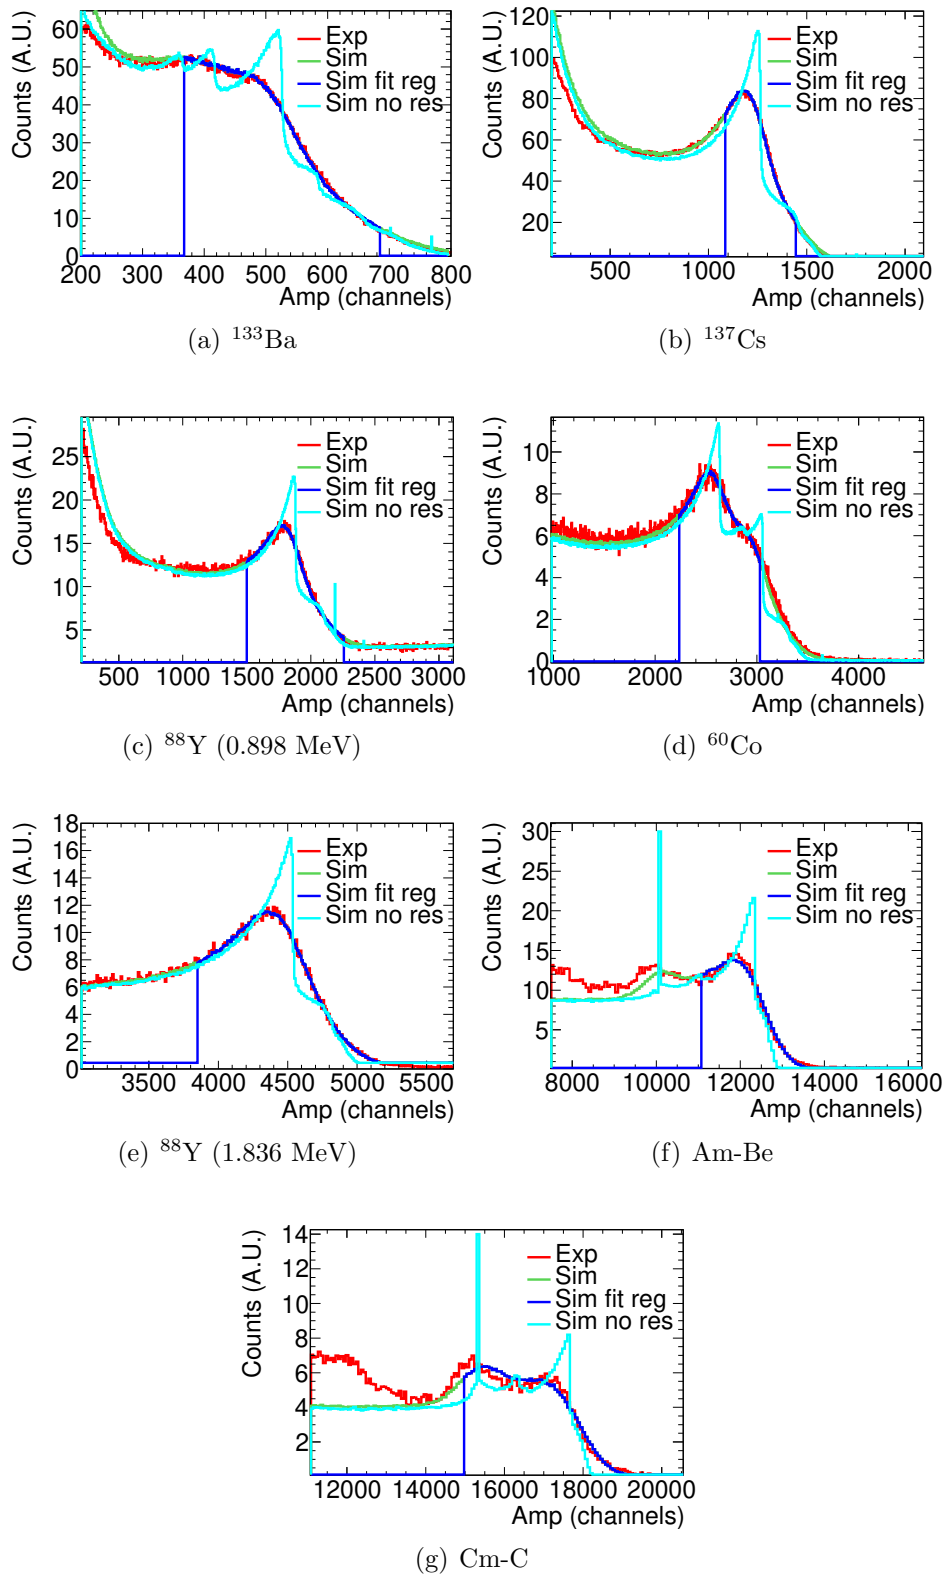 Counts (A.U.)
60
50
40
30
20
10
0
Exp
Sim
Sim fit reg
Sim no res
200 300 400 500 600 700 800
Amp (channels)
(a) ¹³³Ba
Counts (A.U.)
120
100
80
60
40
20
Exp
Sim
Sim fit reg
Sim no res
500 1000 1500 2000
Amp (channels)
(b) ¹³⁷Cs
Counts (A.U.)
25
20
15
10
5
Exp
Sim
Sim fit reg
Sim no res
500 1000 1500 2000 2500 3000
Amp (channels)
(c) ⁸⁸Y (0.898 MeV)
Counts (A.U.)
10
8
6
4
2
0
Exp
Sim
Sim fit reg
Sim no res
1000 2000 3000 4000
Amp (channels)
(d) ⁶⁰Co
Counts (A.U.)
18
16
14
12
10
8
6
4
2
0
Exp
Sim
Sim fit reg
Sim no res
3500 4000 4500 5000 5500
Amp (channels)
(e) ⁸⁸Y (1.836 MeV)
Counts (A.U.)
30
25
20
15
10
5
Exp
Sim
Sim fit reg
Sim no res
8000 10000 12000 14000 16000
Amp (channels)
(f) Am-Be
Counts (A.U.)
14
12
10
8
6
4
2
Exp
Sim
Sim fit reg
Sim no res
12000 14000 16000 18000 20000
Amp (channels)
(g) Cm-C